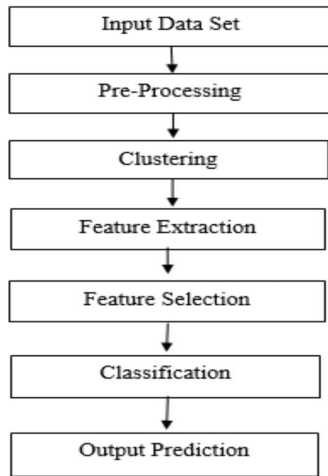 Input Data Set
Pre-Processing
Clustering
Feature Extraction
Feature Selection
Classification
Output Prediction